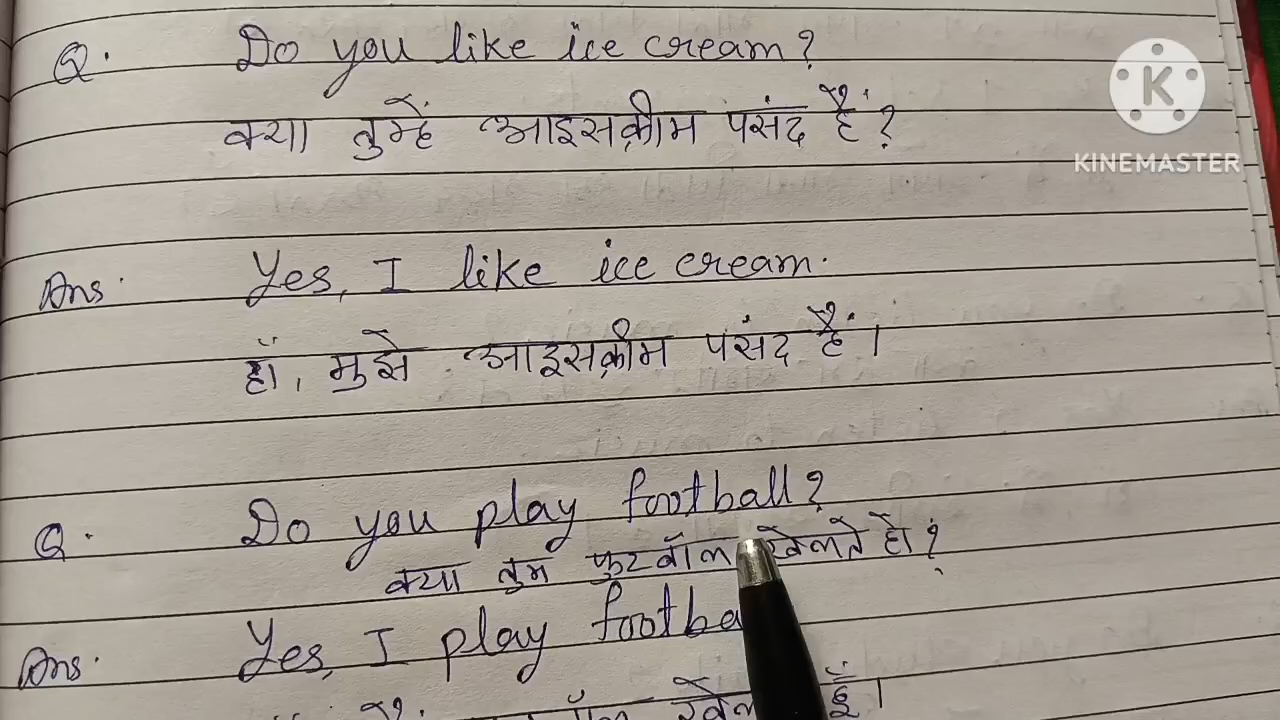 Q. Do you like ice cream?
क्या तुम्हें आइसक्रीम पसंद हैं?
Ans. Yes, I like ice cream.
हाँ, मुझे आइसक्रीम पसंद हैं।
Q. Do you play football?
क्या तुम फुटबॉल खेलते हो?
Ans. Yes, I play footba
KINEMASTER